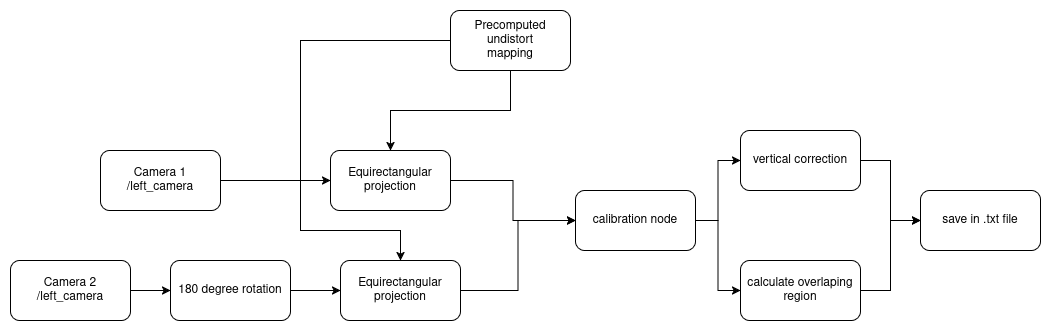 Precomputed
undistort
mapping
Camera 1
/left_camera
Equirectangular
projection
vertical correction
calibration node
save in .txt file
Camera 2
/left_camera
180 degree rotation
Equirectangular
projection
calculate overlaping
region